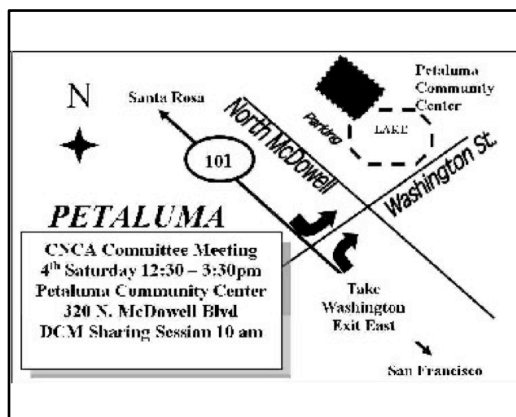 N
Santa Rosa
101
North McDowell
Parking
Petaluma
Community
Center
LAKE
Washington St.
PETALUMA
CNCA Committee Meeting
4th Saturday 12:30 – 3:30pm
Petaluma Community Center
320 N. McDowell Blvd
DCM Sharing Session 10 am
Take
Washington
Exit East
San Francisco